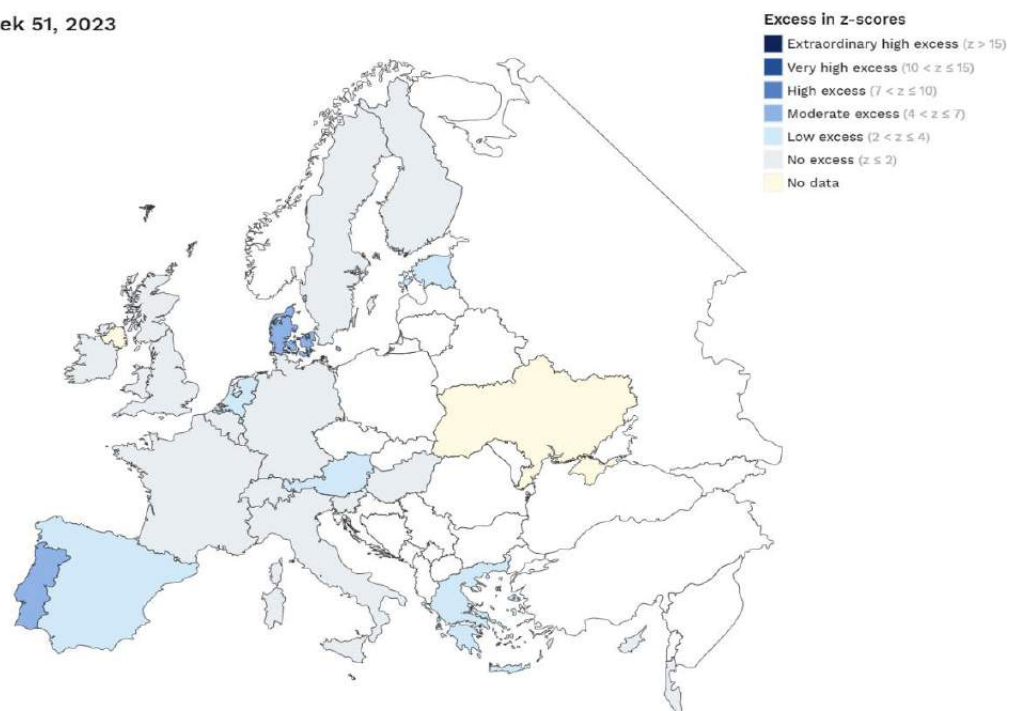 ek 51, 2023
Excess in z-scores
Extraordinary high excess (z > 15)
Very high excess (10 < z ≤ 15)
High excess (7 < z ≤ 10)
Moderate excess (4 < z ≤ 7)
Low excess (2 < z ≤ 4)
No excess (z ≤ 2)
No data